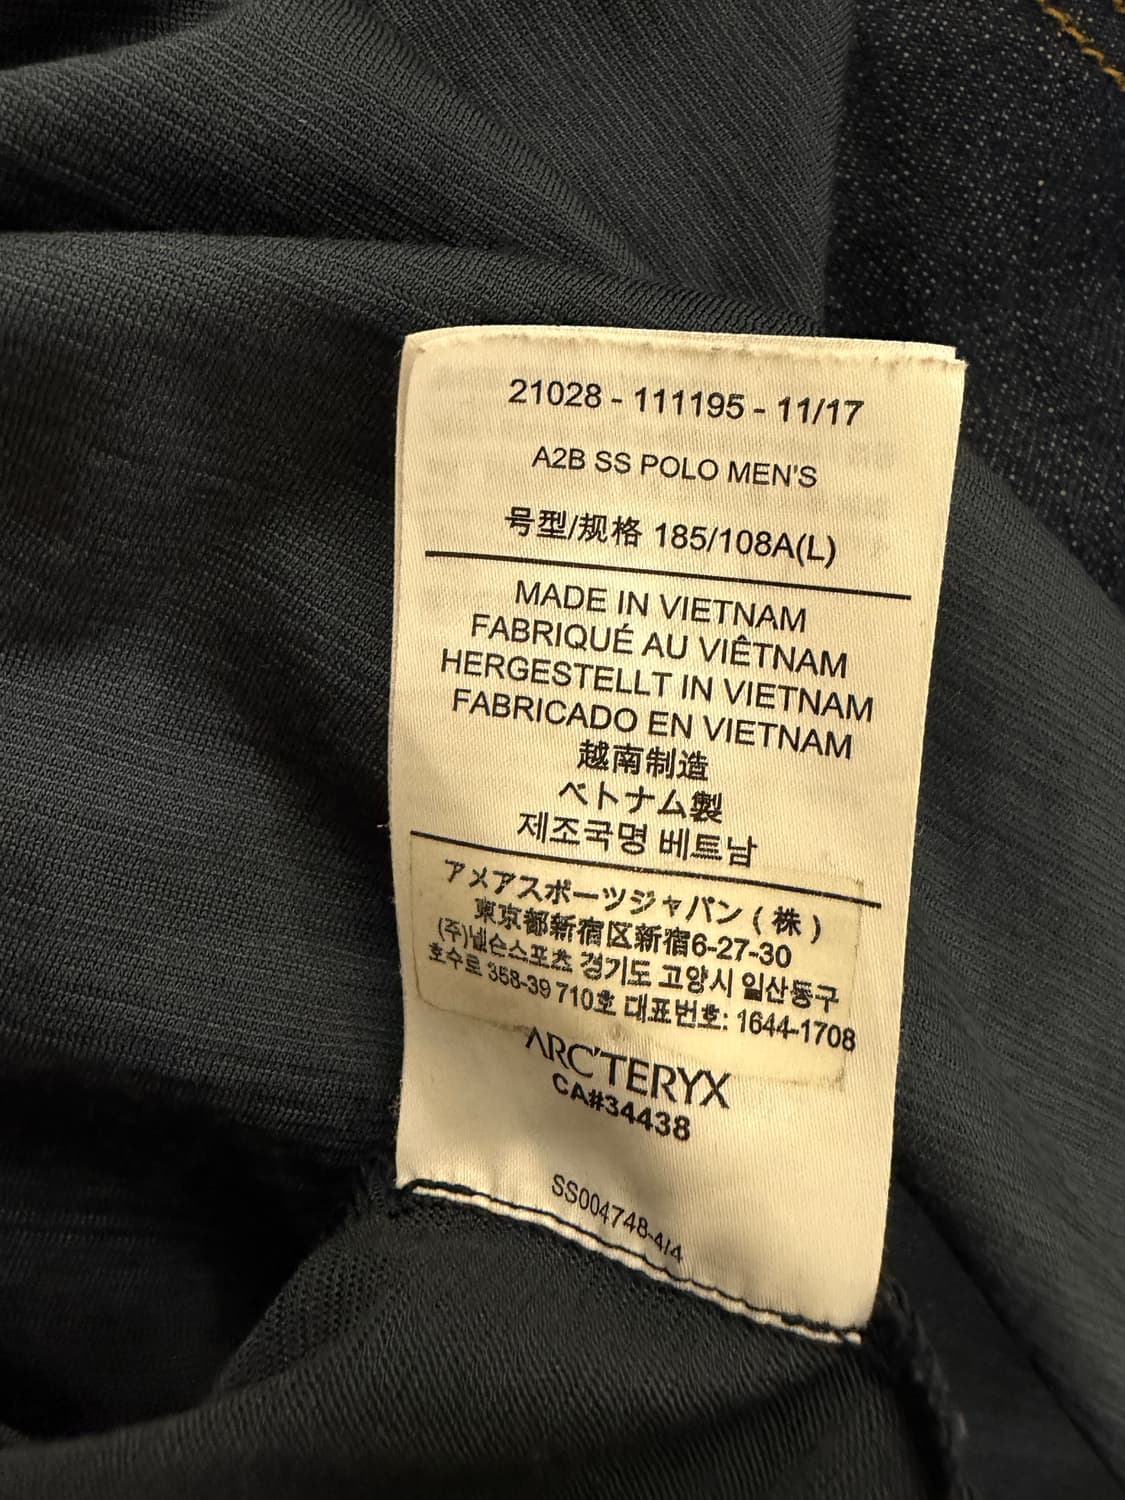 21028 - 111195 - 11/17
A2B SS POLO MEN'S
号型/规格 185/108A(L)
MADE IN VIETNAM
FABRIQUÉ AU VIÊTNAM
HERGESTELLT IN VIETNAM
FABRICADO EN VIETNAM
越南制造
ベトナム製
제조국명 베트남
アメアスポーツジャパン (株)
東京都新宿区新宿6-27-30
(주)넬슨스포츠 경기도 고양시 일산동구
호수로 358-39 710호 대표번호: 1644-1708
ARC'TERYX
CA#34438
SS004748-4/4